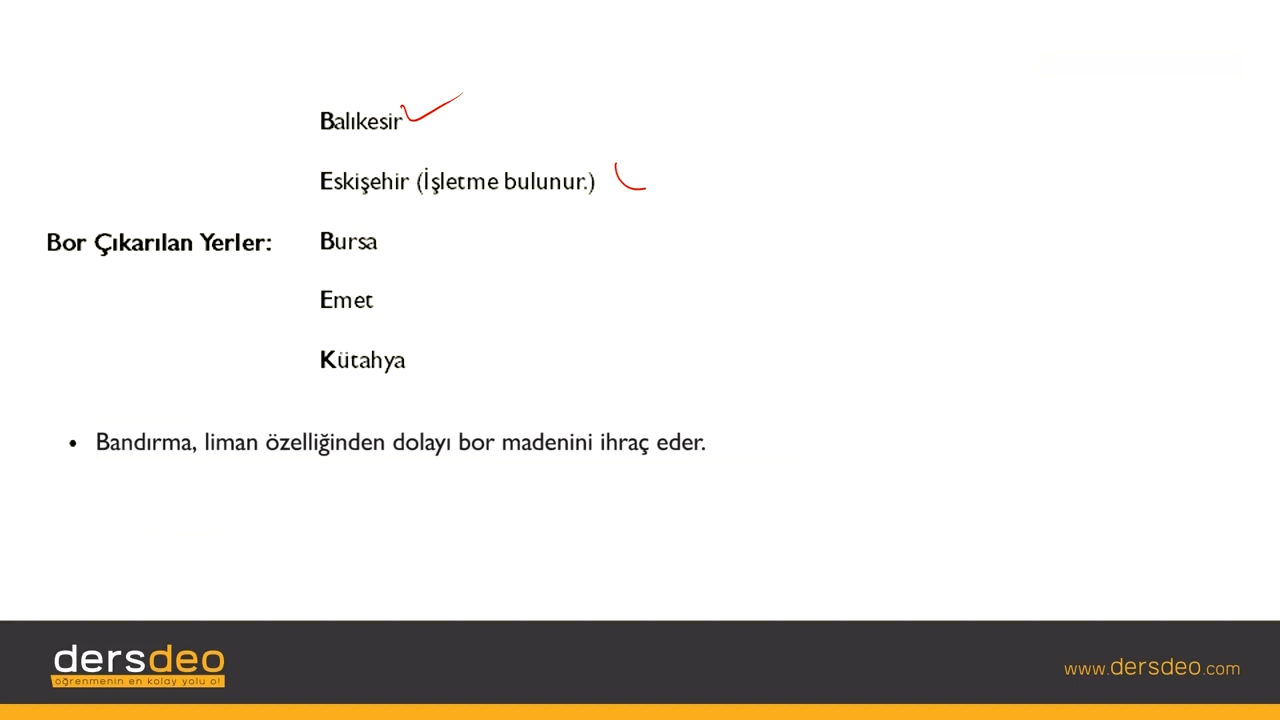 Balıkesir
Eskişehir (İşletme bulunur.)
Bor Çıkarılan Yerler:
Bursa
Emet
Kütahya
• Bandırma, liman özelliğinden dolayı bor madenini ihraç eder.
dersdeo
öğrenmenin en kolay yolu o!
www.dersdeo.com